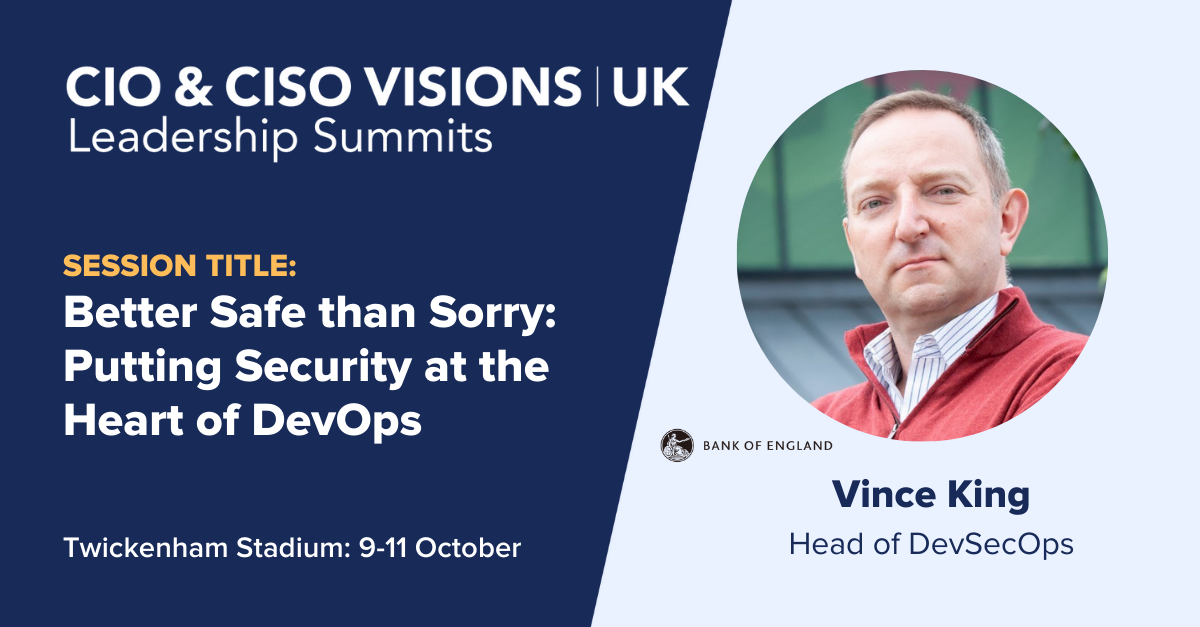 CIO & CISO VISIONS | UK
Leadership Summits
SESSION TITLE:
Better Safe than Sorry:
Putting Security at the
Heart of DevOps
Twickenham Stadium: 9-11 October
BANK OF ENGLAND
Vince King
Head of DevSecOps